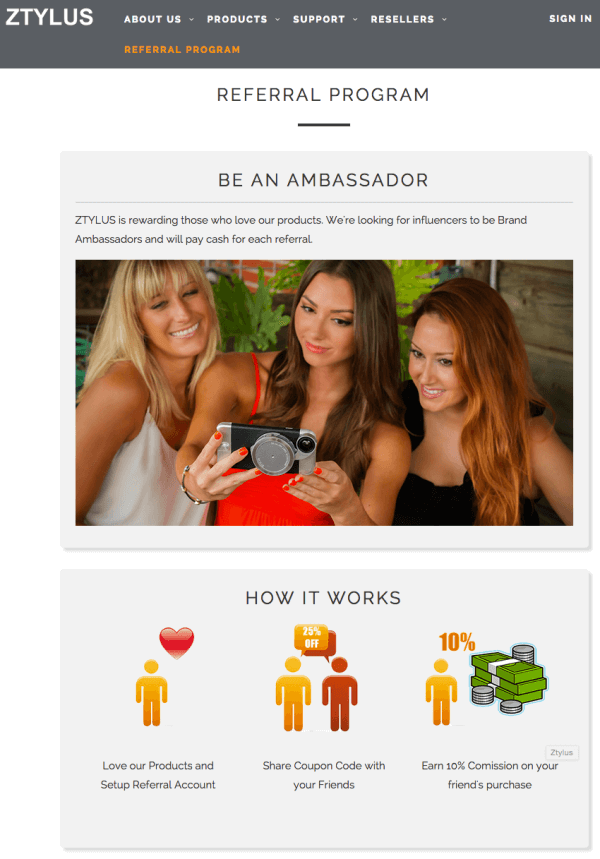 ZTYLUS
ABOUT US PRODUCTS SUPPORT RESELLERS SIGN IN
REFERRAL PROGRAM
REFERRAL PROGRAM
BE AN AMBASSADOR
ZTYLUS is rewarding those who love our products. We're looking for influencers to be Brand
Ambassadors and will pay cash for each referral.
HOW IT WORKS
25%
OFF
10%
Ztylus
Love our Products and
Setup Referral Account
Share Coupon Code with
your Friends
Earn 10% Comission on your
friend's purchase